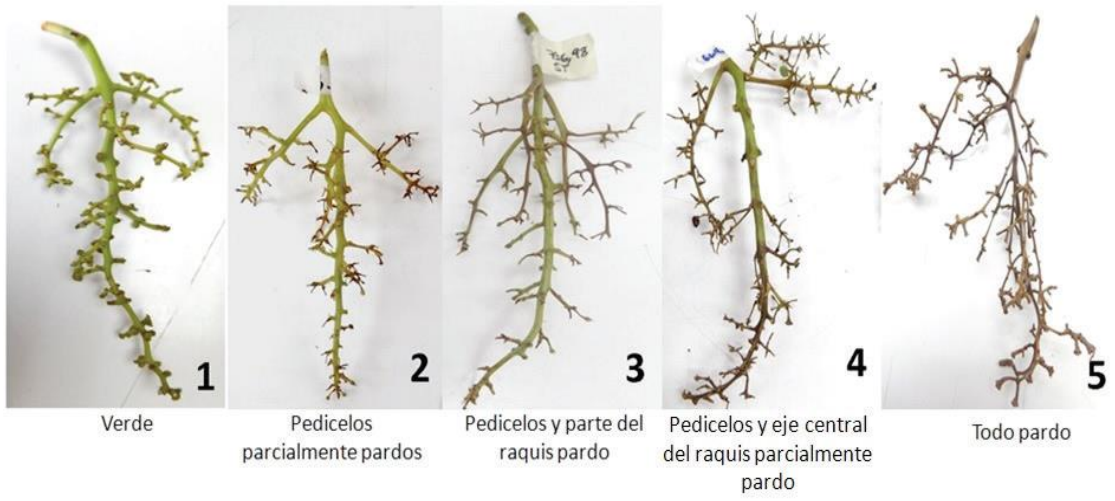 1
Verde
2
Pedicelos
parcialmente pardos
3
Pedicelos y parte del
raquis pardo
4
Pedicelos y eje central
del raquis parcialmente
pardo
5
Todo pardo